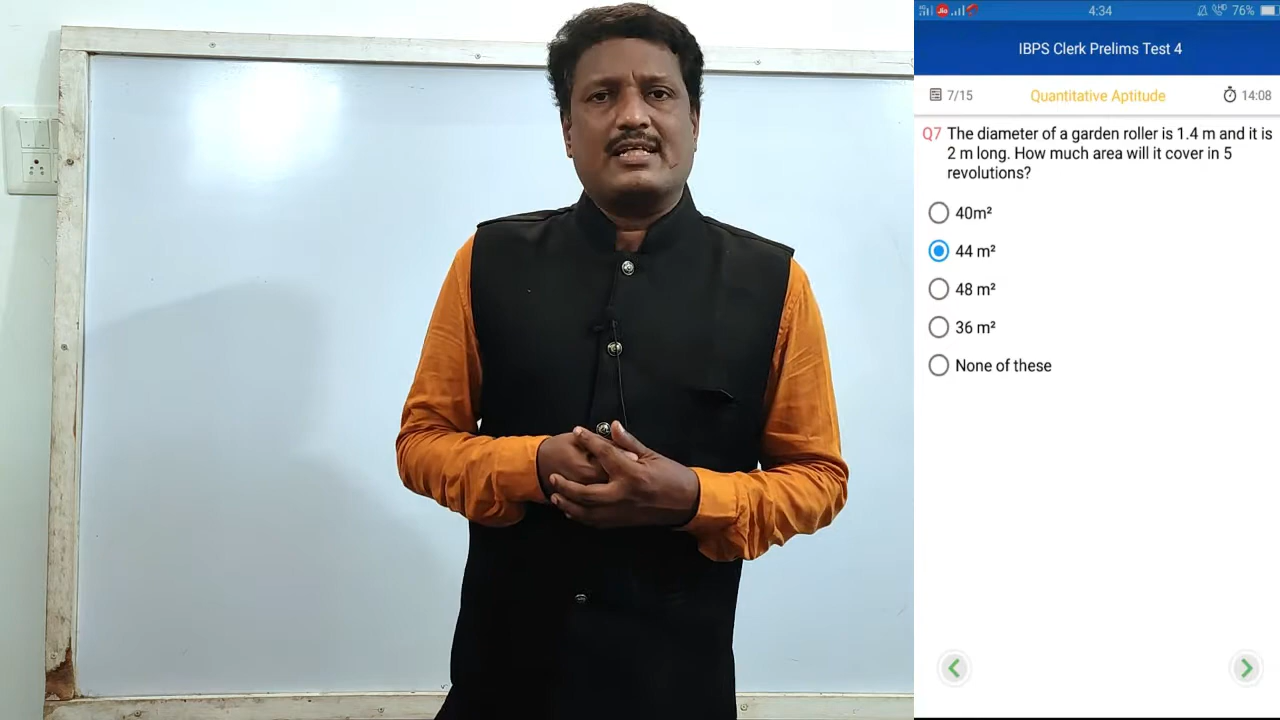 Jio
4:34
76%
IBPS Clerk Prelims Test 4
7/15
Quantitative Aptitude
14:08
Q7 The diameter of a garden roller is 1.4 m and it is
2 m long. How much area will it cover in 5
revolutions?
40m²
44 m²
48 m²
36 m²
None of these